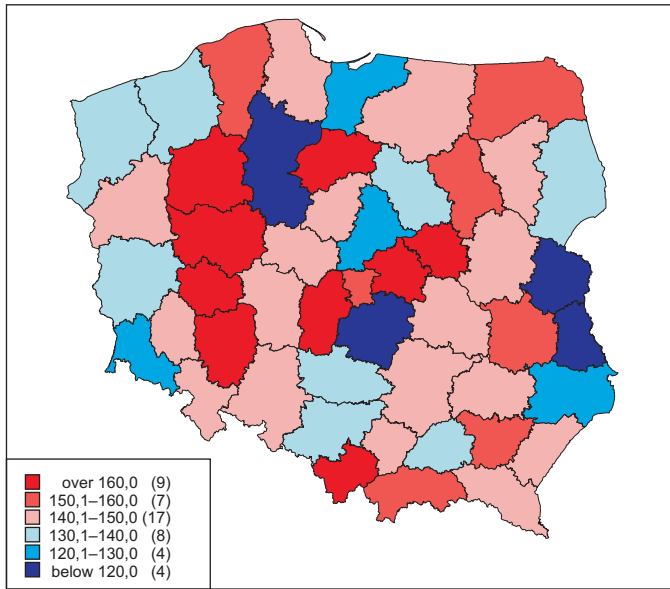 over 160,0 (9)
150,1–160,0 (7)
140,1–150,0 (17)
130,1–140,0 (8)
120,1–130,0 (4)
below 120,0 (4)